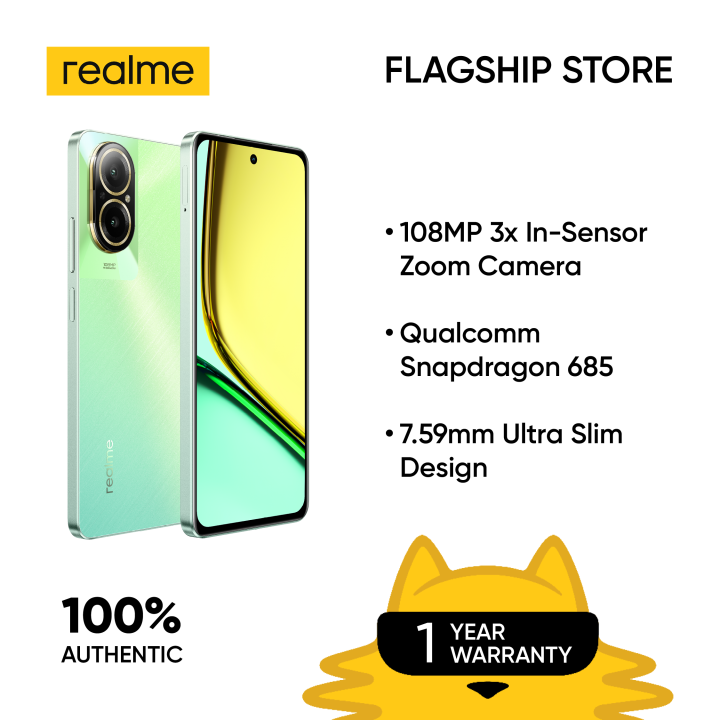 realme
FLAGSHIP STORE
• 108MP 3x In-Sensor
Zoom Camera
• Qualcomm
Snapdragon 685
• 7.59mm Ultra Slim
Design
realme
100%
AUTHENTIC
1 YEAR
WARRANTY